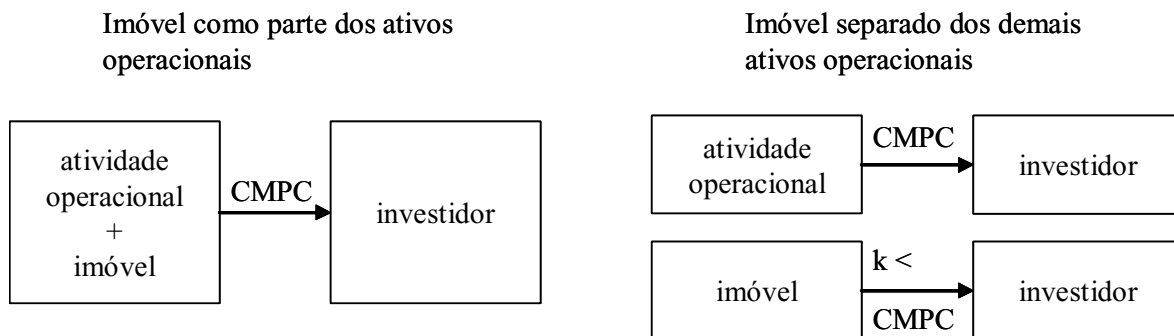 Imóvel como parte dos ativos
operacionais
atividade
operacional
+
imóvel
CMPC
investidor
Imóvel separado dos demais
ativos operacionais
atividade
operacional
CMPC
investidor
imóvel
k <
CMPC
investidor